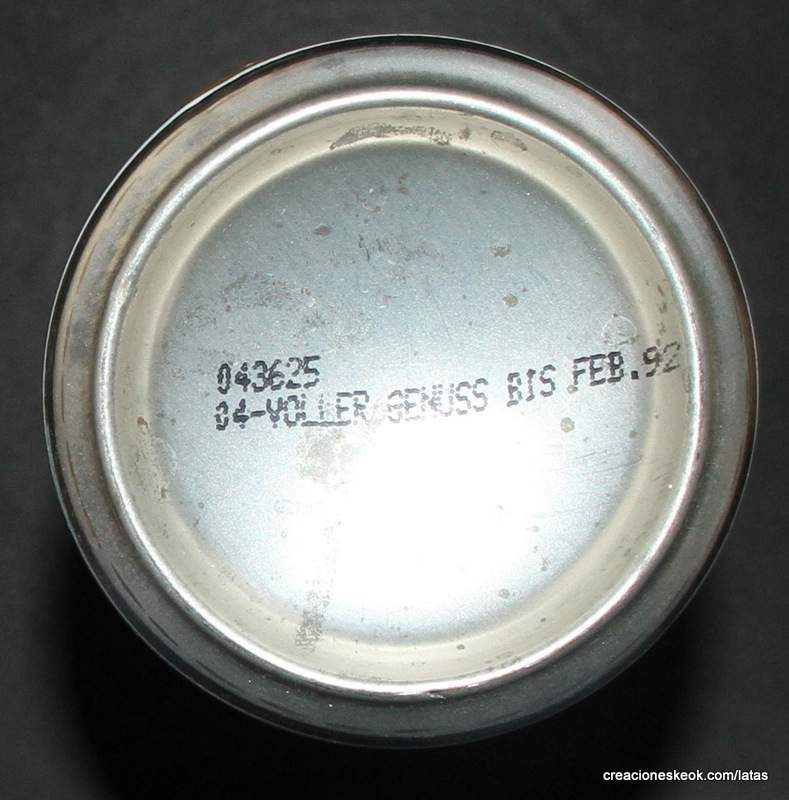 043625
04-VOLLER GENUSS BIS FEB.92
creacioneskeok.com/latas